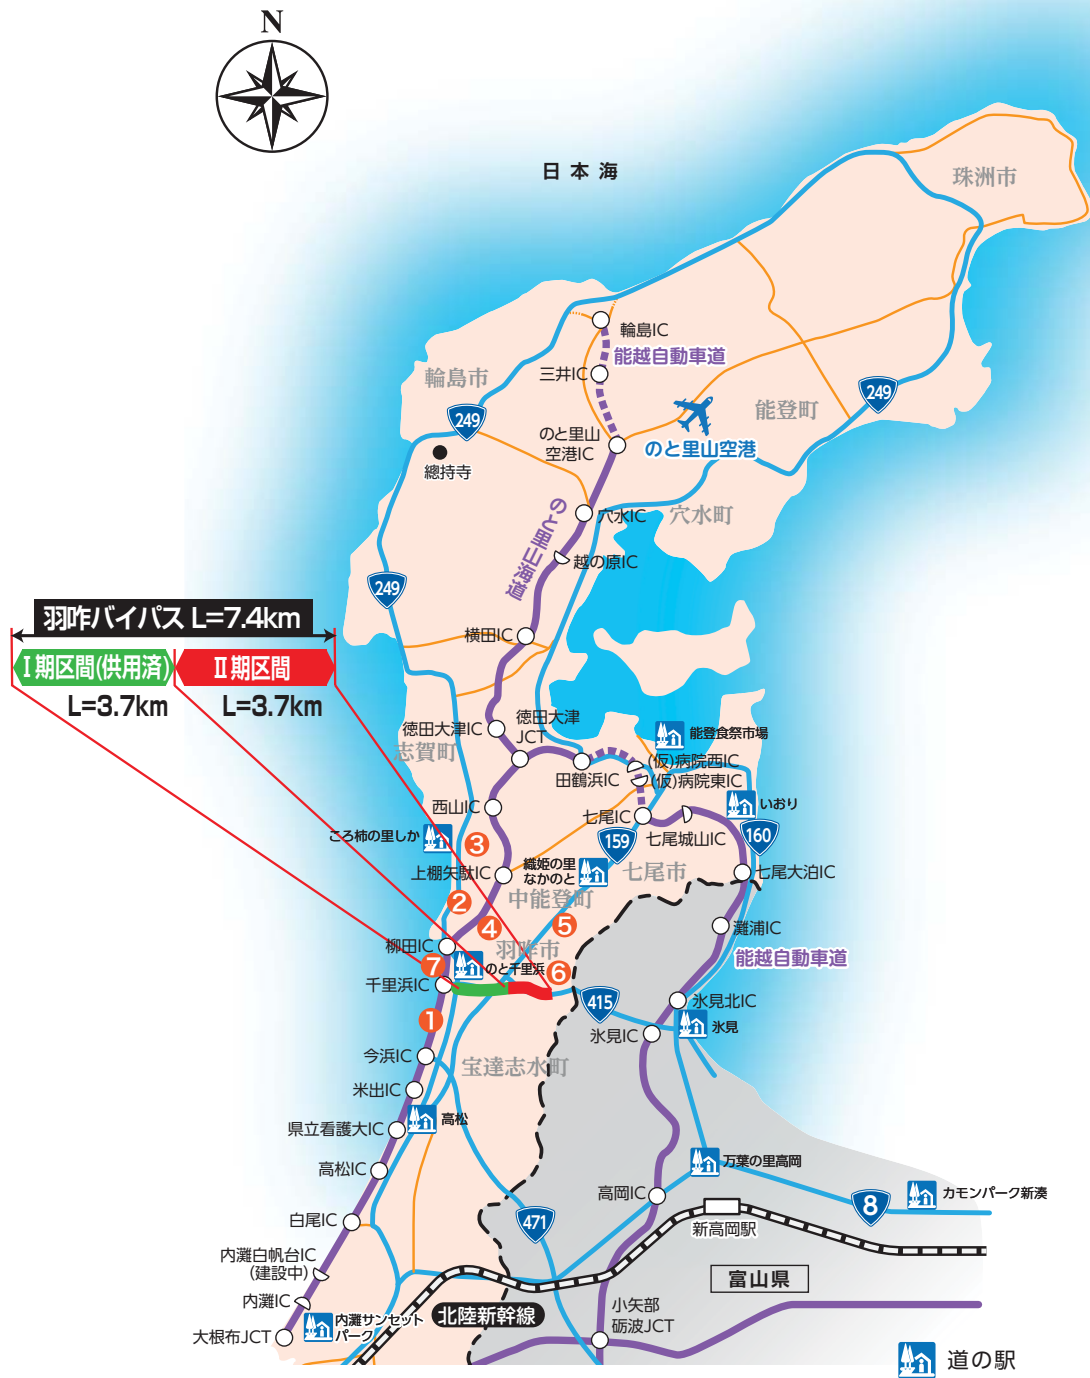 N
日本海
珠洲市
輪島IC
能越自動車道
三井IC
輪島市
249
249
能登町
のと里山
空港IC
のと里山空港
總持寺
穴水IC
穴水町
のと里山海道
越の原IC
249
羽咋バイパス L=7.4km
Ⅰ期区間(供用済)
Ⅱ期区間
L=3.7km
L=3.7km
横田IC
徳田大津IC
徳田大津
JCT
志賀町
能登食祭市場
(仮)病院西IC
(仮)病院東IC
田鶴浜IC
西山IC
七尾IC
いおり
七尾城山IC
160
159
ころ柿の里しか
3
上棚矢駄IC
織姫の里
なかのと
七尾市
七尾大泊IC
中能登町
2
4
5
灘浦IC
柳田IC
羽咋市
能越自動車道
7
のと千里浜
6
千里浜IC
415
氷見北IC
1
氷見
氷見IC
今浜IC
宝達志水町
米出IC
高松
県立看護大IC
万葉の里高岡
高松IC
高岡IC
カモンパーク新湊
8
白尾IC
471
新高岡駅
内灘白帆台IC
(建設中)
富山県
内灘IC
内灘サンセット
パーク
北陸新幹線
小矢部
砺波JCT
大根布JCT
道の駅